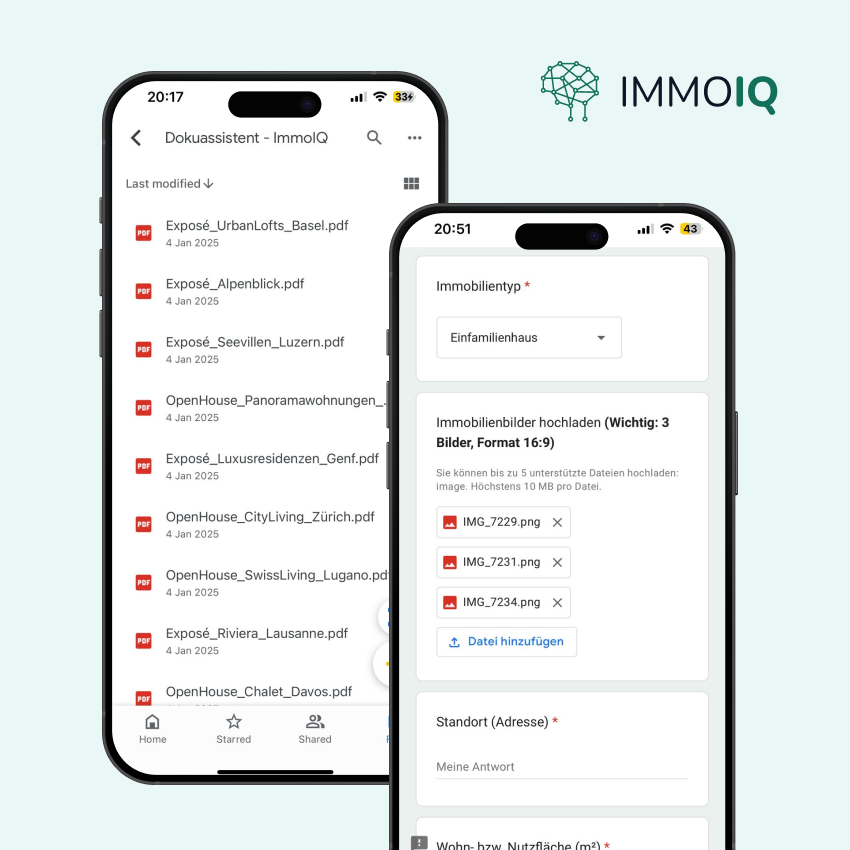 IMMOIQ
20:17
33
Dokuassistent - ImmoIQ
Last modified
Exposé_UrbanLofts_Basel.pdf
4 Jan 2025
Exposé_Alpenblick.pdf
4 Jan 2025
Exposé_Seevillen_Luzern.pdf
4 Jan 2025
OpenHouse_Panoramawohnungen_
4 Jan 2025
Exposé_Luxusresidenzen_Genf.pdf
4 Jan 2025
OpenHouse_CityLiving_Zürich.pdf
4 Jan 2025
OpenHouse_SwissLiving_Lugano.pdf
4 Jan 2025
Exposé_Riviera_Lausanne.pdf
4 Jan 2025
OpenHouse_Chalet_Davos.pdf
PDF
PDF
PDF
PDF
PDF
PDF
PDF
PDF
PDF
Home
Starred
Shared
20:51
43
Immobilientyp *
Einfamilienhaus
Immobilienbilder hochladen (Wichtig: 3
Bilder, Format 16:9)
Sie können bis zu 5 unterstützte Dateien hochladen:
image. Höchstens 10 MB pro Datei.
IMG_7229.png
IMG_7231.png
IMG_7234.png
Datei hinzufügen
Standort (Adresse) *
Meine Antwort
Wohn- bzw. Nutzfläche (m²) *